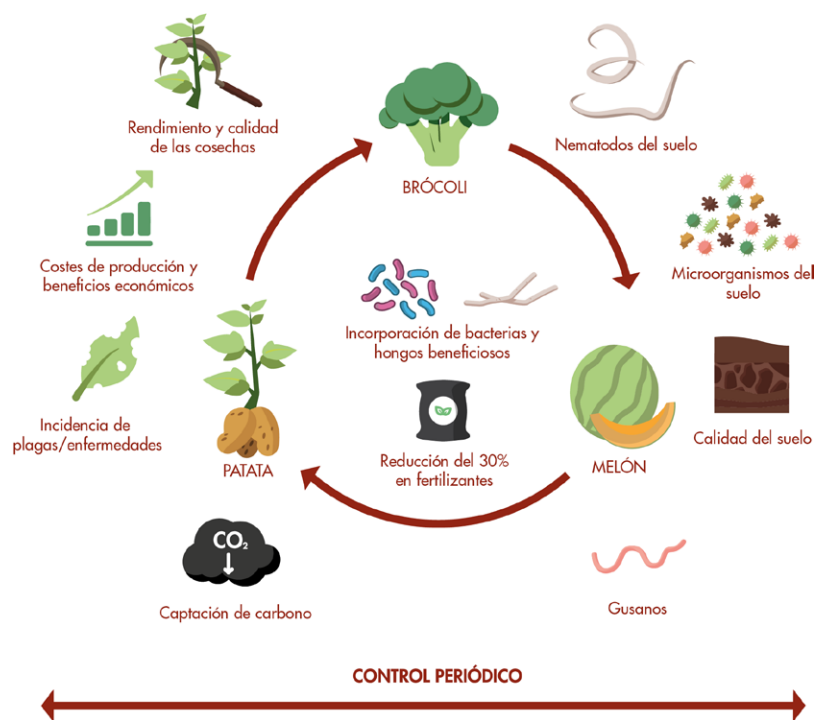 Rendimiento y calidad
de las cosechas
BRÓCOLI
Nematodos del suelo
Costes de producción y
beneficios económicos
Microorganismos del
suelo
Incorporación de bacterias y
hongos beneficiosos
Incidencia de
plagas/enfermedades
PATATA
Reducción del 30%
en fertilizantes
MELÓN
Calidad del suelo
CO₂
Captación de carbono
Gusanos
CONTROL PERIÓDICO